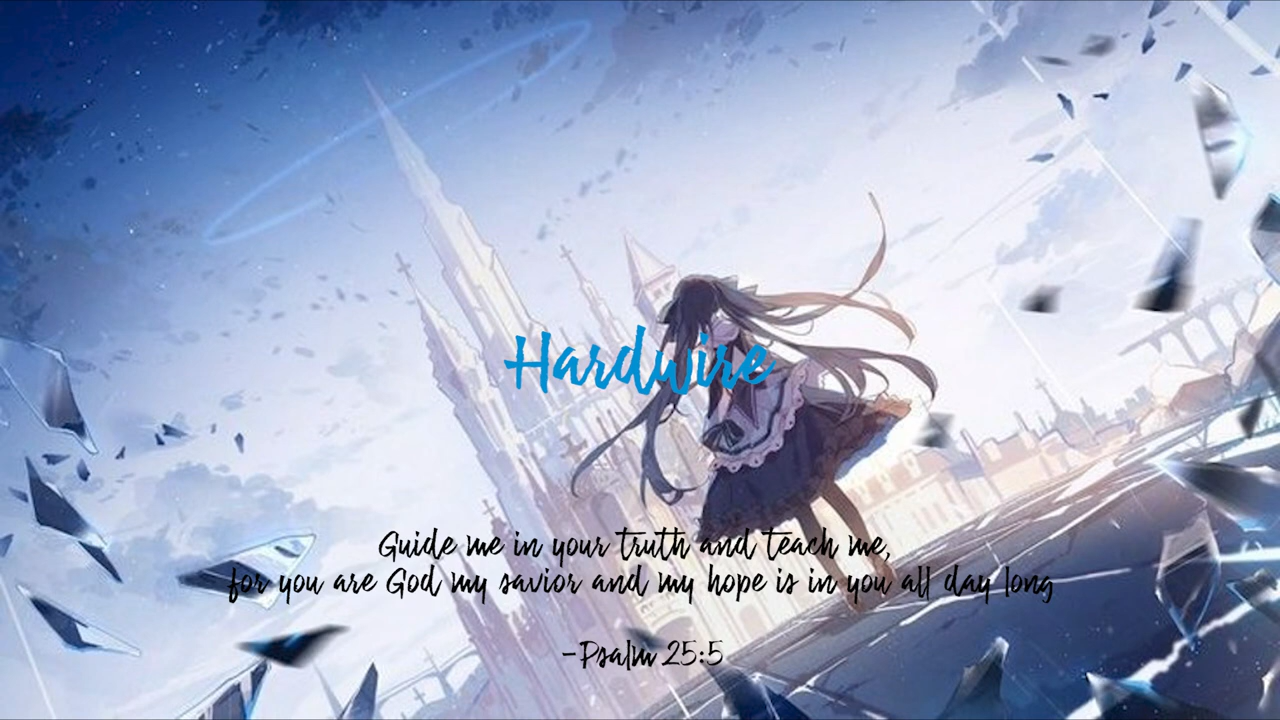 Hardwire
Guide me in your truth and teach me,
for you are God my savior and my hope is in you all day long
-Psalm 25:5